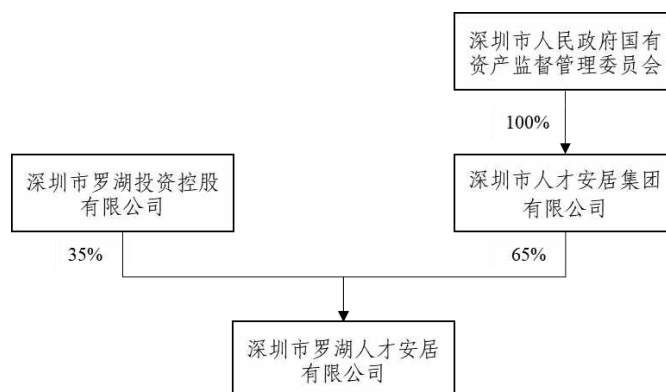 深圳市人民政府国有
资产监督管理委员会
100%
深圳市罗湖投资控股
有限公司
深圳市人才安居集团
有限公司
35%
65%
深圳市罗湖人才安居
有限公司